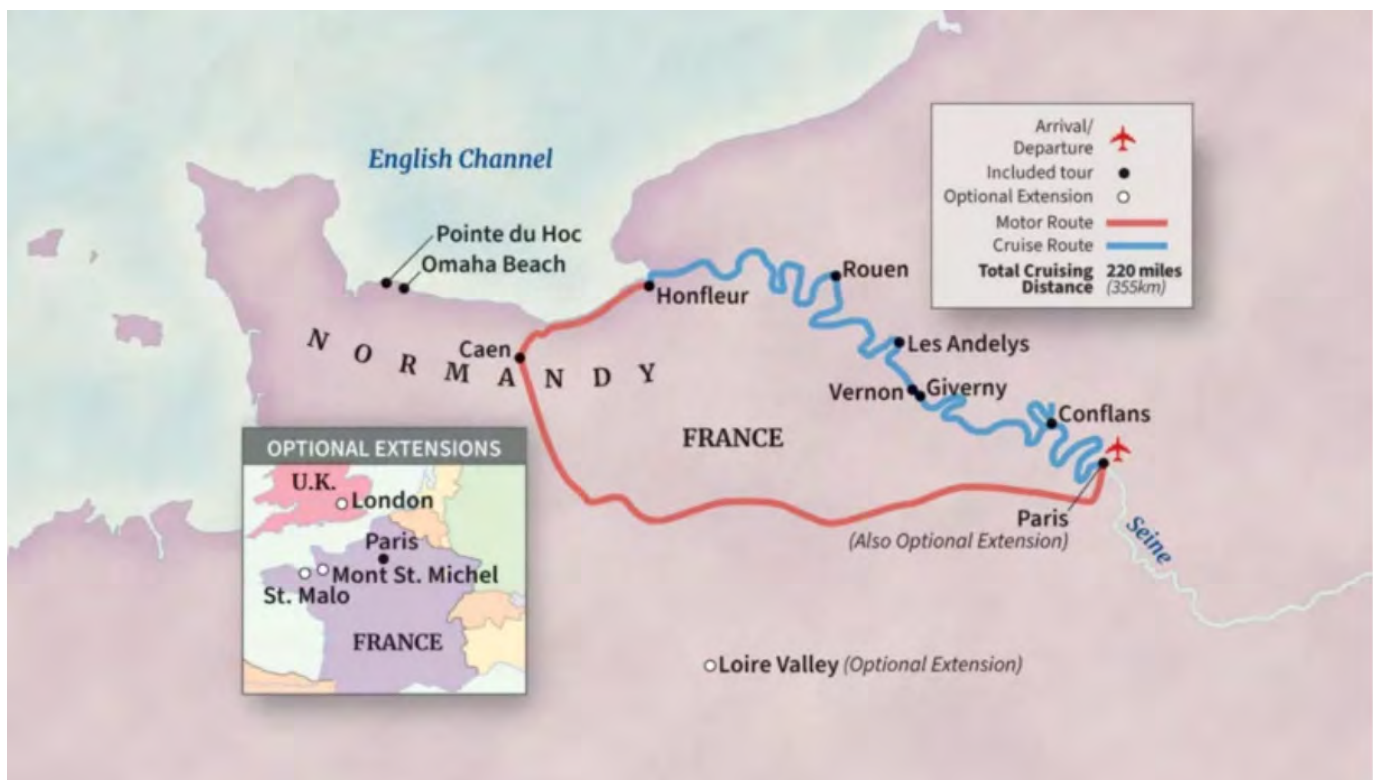 English Channel
Pointe du Hoc
Omaha Beach
Honfleur
Rouen
Les Andelys
Vernon
Giverny
Conflans
Caen
NORMANDY
FRANCE
Paris
(Also Optional Extension)
Seine
Loire Valley (Optional Extension)
Arrival/
Departure
Included tour
Optional Extension
Motor Route
Cruise Route
Total Cruising 220 miles
Distance (355km)
OPTIONAL EXTENSIONS
U.K.
London
Paris
Mont St. Michel
St. Malo
FRANCE